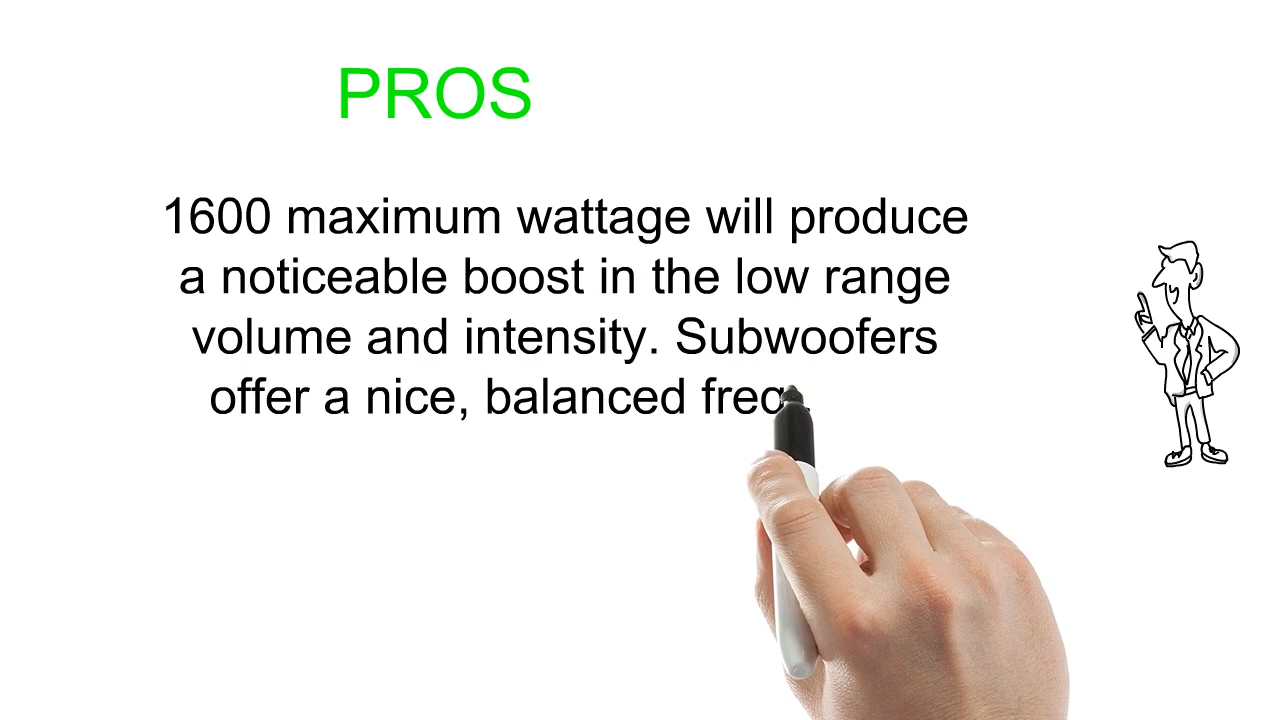 PROS
1600 maximum wattage will produce
a noticeable boost in the low range
volume and intensity. Subwoofers
offer a nice, balanced